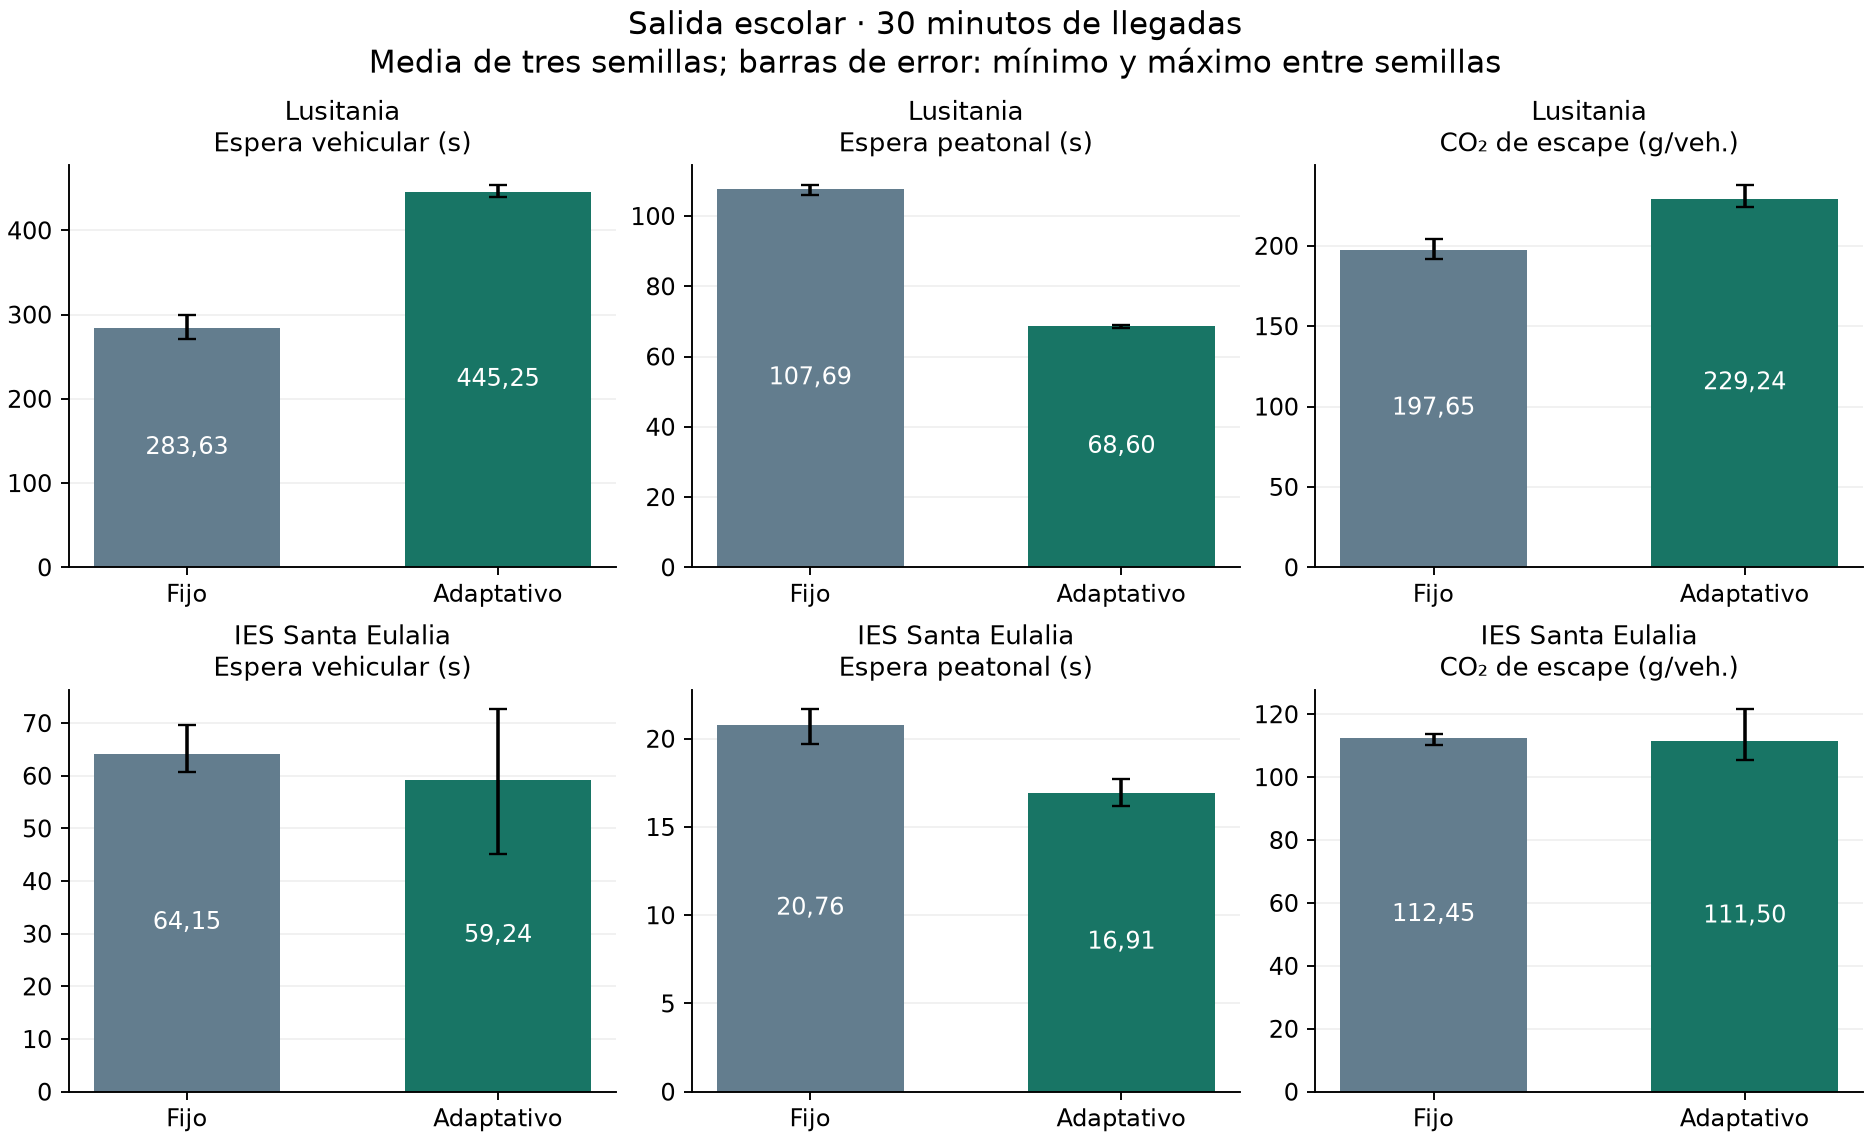 Salida escolar · 30 minutos de llegadas
Media de tres semillas; barras de error: mínimo y máximo entre semillas
Lusitania
Espera vehicular (s)
400
300
200
100
0
283,63
445,25
Fijo
Adaptativo
Lusitania
Espera peatonal (s)
100
80
60
40
20
0
107,69
68,60
Fijo
Adaptativo
Lusitania
CO₂ de escape (g/veh.)
200
150
100
50
0
197,65
229,24
Fijo
Adaptativo
IES Santa Eulalia
Espera vehicular (s)
70
60
50
40
30
20
10
0
64,15
59,24
Fijo
Adaptativo
IES Santa Eulalia
Espera peatonal (s)
20
15
10
5
0
20,76
16,91
Fijo
Adaptativo
IES Santa Eulalia
CO₂ de escape (g/veh.)
120
100
80
60
40
20
0
112,45
111,50
Fijo
Adaptativo